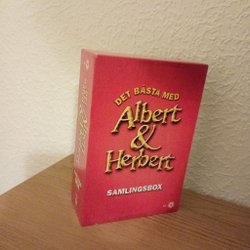 DET BÄSTA MED
Albert
&
Herbert
SAMLINGSBOX